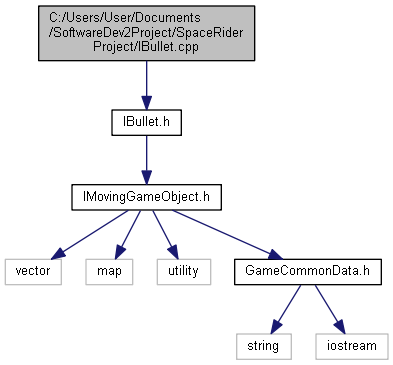 C:/Users/User/Documents
/SoftwareDev2Project/SpaceRider
Project/IBullet.cpp
IBullet.h
IMovingGameObject.h
vector
map
utility
GameCommonData.h
string
iostream